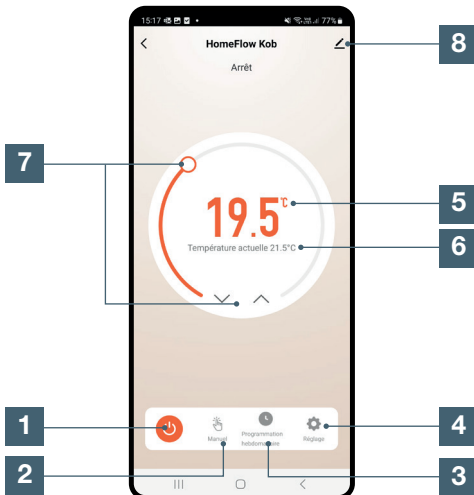 15:17 77%
HomeFlow Kob
8
Arrêt
7
19.5°C
5
Température actuelle 21.5°C
6
1
Manuel
Programmation
hebdomadaire
Réglage
4
2
3